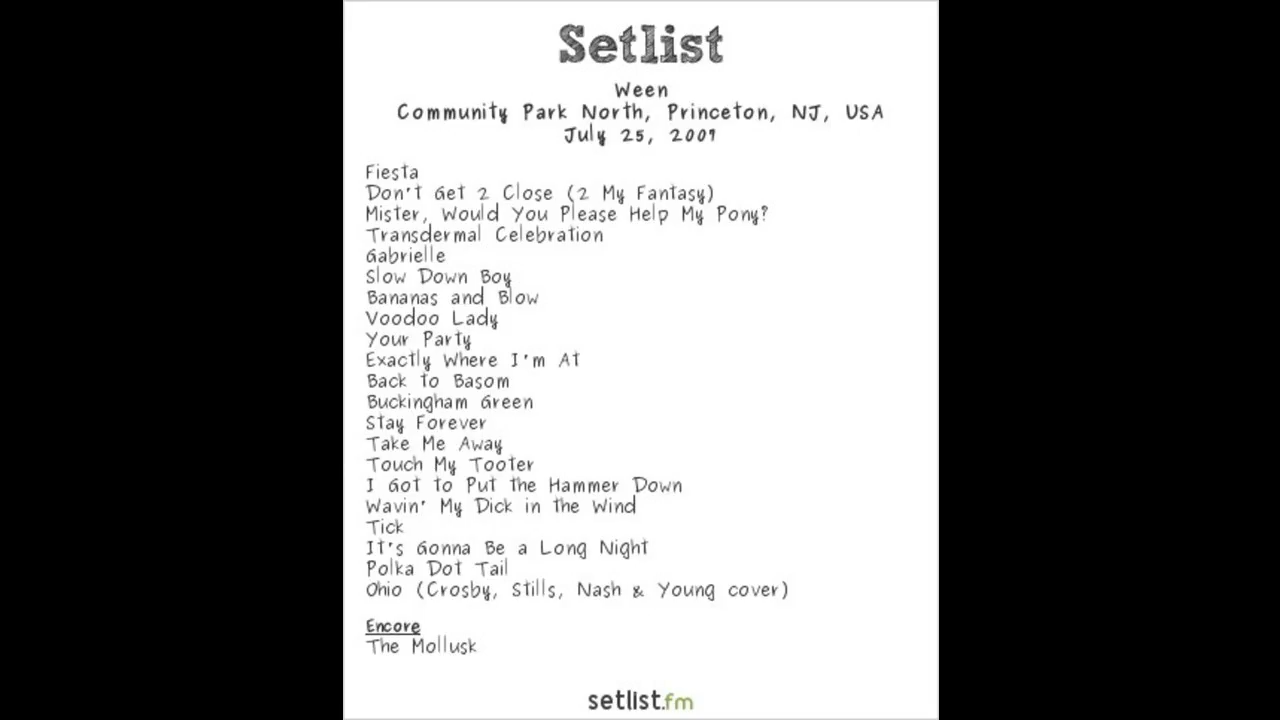 Setlist
Ween
Community Park North, Princeton, NJ, USA
July 25, 2009
Fiesta
Don't Get 2 Close (2 My Fantasy)
Mister, Would You Please Help My Pony?
Transdermal Celebration
Gabrielle
Slow Down Boy
Bananas and Blow
Voodoo Lady
Your Party
Exactly Where I'm At
Back to Basom
Buckingham Green
Stay Forever
Take Me Away
Touch My Tooter
I Got to Put the Hammer Down
Wavin' My Dick in the Wind
Tick
It's Gonna Be a Long Night
Polka Dot Tail
Ohio (Crosby, Stills, Nash & Young cover)
Encore
The Mollusk
setlist.fm